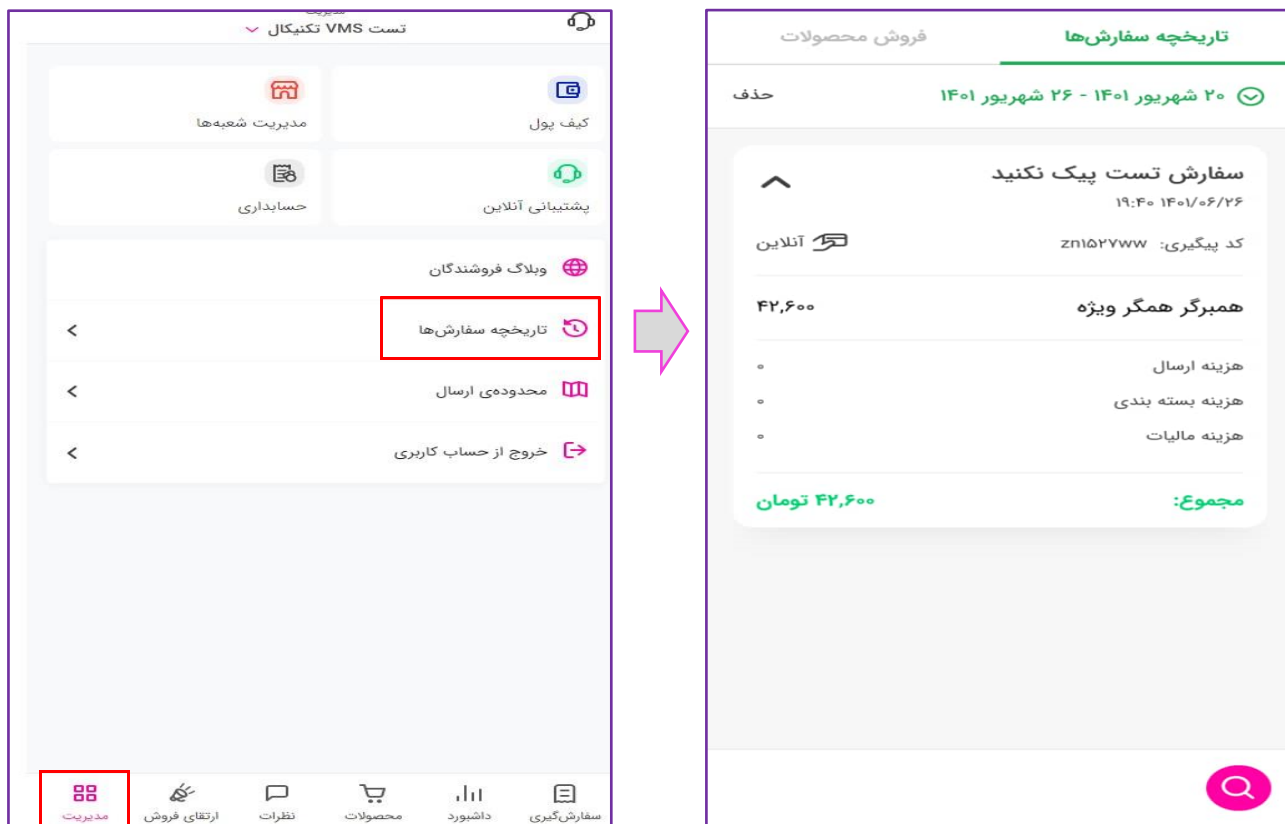 مدیریت
تست VMS تکنیکال
کیف پول
مدیریت شعبه‌ها
پشتیبانی آنلاین
حسابداری
وبلاگ فروشندگان
تاریخچه سفارش‌ها
محدوده‌ی ارسال
خروج از حساب کاربری
سفارش‌گیری
داشبورد
محصولات
نظرات
ارتقای فروش
مدیریت
تاریخچه سفارش‌ها
فروش محصولات
۲۰ شهریور ۱۴۰۱ - ۲۶ شهریور ۱۴۰۱
حذف
سفارش تست پیک نکنید
۱۴۰۱/۰۶/۲۶ ۱۹:۴۰
کد پیگیری: zn۱۵۲۷ww
آنلاین
همبرگر همگر ویژه ۴۲,۶۰۰
هزینه ارسال ۰
هزینه بسته بندی ۰
هزینه مالیات ۰
مجموع: ۴۲,۶۰۰ تومان